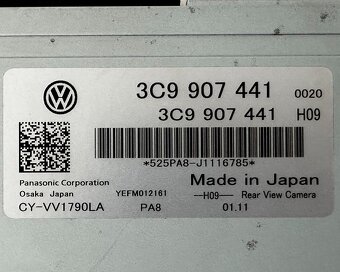 3C9 907 441 0020
3C9 907 441 H09
*525PA8-J1116785*
Panasonic Corporation
Osaka Japan YEFM012161
CY-VV1790LA PA8
Made in Japan
--H09-- Rear View Camera
01.11